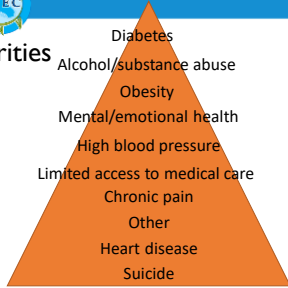 EC
rities
Diabetes
Alcohol/substance abuse
Obesity
Mental/emotional health
High blood pressure
Limited access to medical care
Chronic pain
Other
Heart disease
Suicide